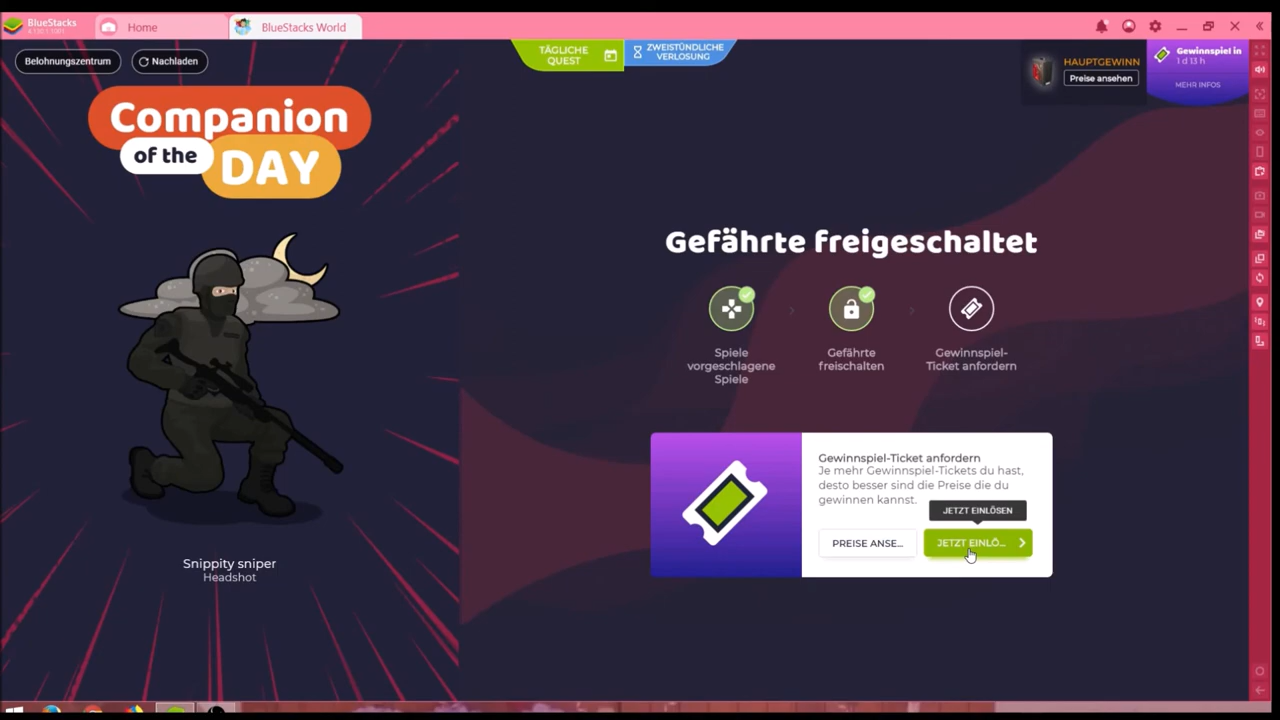 BlueStacks
Home
BlueStacks World
Belohnungszentrum
Nachladen
TÄGLICHE
QUEST
ZWEISTÜNDLICHE
VERLOSUNG
HAUPTGEWINN
Preise ansehen
Gewinnspiel in
1 d 13 h
MEHR INFOS
Companion
of the
DAY
Snippity sniper
Headshot
Gefährte freigeschaltet
Spiele
vorgeschlagene
Spiele
Gefährte
freischalten
Gewinnspiel-
Ticket anfordern
Gewinnspiel-Ticket anfordern
Je mehr Gewinnspiel-Tickets du hast,
desto besser sind die Preise die du
gewinnen kannst.
JETZT EINLÖSEN
PREISE ANSE...
JETZT EINLÖ...